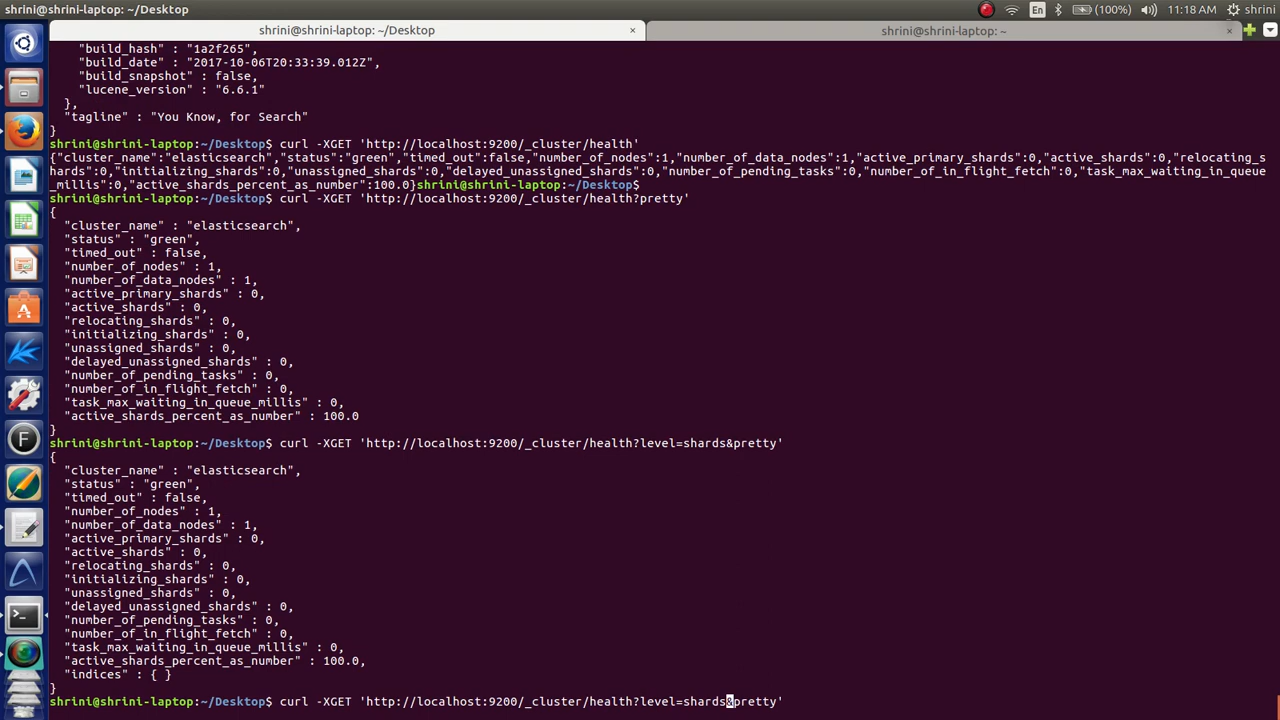 shrini@shrini-laptop: ~/Desktop
En
(100%)
11:18 AM
shrini
shrini@shrini-laptop: ~/Desktop
×
shrini@shrini-laptop: ~
×
"build_hash" : "1a2f265",
"build_date" : "2017-10-06T20:33:39.012Z",
"build_snapshot" : false,
"lucene_version" : "6.6.1"
},
"tagline" : "You Know, for Search"
}
shrini@shrini-laptop:~/Desktop$ curl -XGET 'http://localhost:9200/_cluster/health'
{"cluster_name":"elasticsearch","status":"green","timed_out":false,"number_of_nodes":1,"number_of_data_nodes":1,"active_primary_shards":0,"active_shards":0,"relocating_s
hards":0,"initializing_shards":0,"unassigned_shards":0,"delayed_unassigned_shards":0,"number_of_pending_tasks":0,"number_of_in_flight_fetch":0,"task_max_waiting_in_queue
_millis":0,"active_shards_percent_as_number":100.0}shrini@shrini-laptop:~/Desktop$
shrini@shrini-laptop:~/Desktop$ curl -XGET 'http://localhost:9200/_cluster/health?pretty'
{
"cluster_name" : "elasticsearch",
"status" : "green",
"timed_out" : false,
"number_of_nodes" : 1,
"number_of_data_nodes" : 1,
"active_primary_shards" : 0,
"active_shards" : 0,
"relocating_shards" : 0,
"initializing_shards" : 0,
"unassigned_shards" : 0,
"delayed_unassigned_shards" : 0,
"number_of_pending_tasks" : 0,
"number_of_in_flight_fetch" : 0,
"task_max_waiting_in_queue_millis" : 0,
"active_shards_percent_as_number" : 100.0
}
shrini@shrini-laptop:~/Desktop$ curl -XGET 'http://localhost:9200/_cluster/health?level=shards&pretty'
{
"cluster_name" : "elasticsearch",
"status" : "green",
"timed_out" : false,
"number_of_nodes" : 1,
"number_of_data_nodes" : 1,
"active_primary_shards" : 0,
"active_shards" : 0,
"relocating_shards" : 0,
"initializing_shards" : 0,
"unassigned_shards" : 0,
"delayed_unassigned_shards" : 0,
"number_of_pending_tasks" : 0,
"number_of_in_flight_fetch" : 0,
"task_max_waiting_in_queue_millis" : 0,
"active_shards_percent_as_number" : 100.0,
"indices" : { }
}
shrini@shrini-laptop:~/Desktop$ curl -XGET 'http://localhost:9200/_cluster/health?level=shards&pretty'